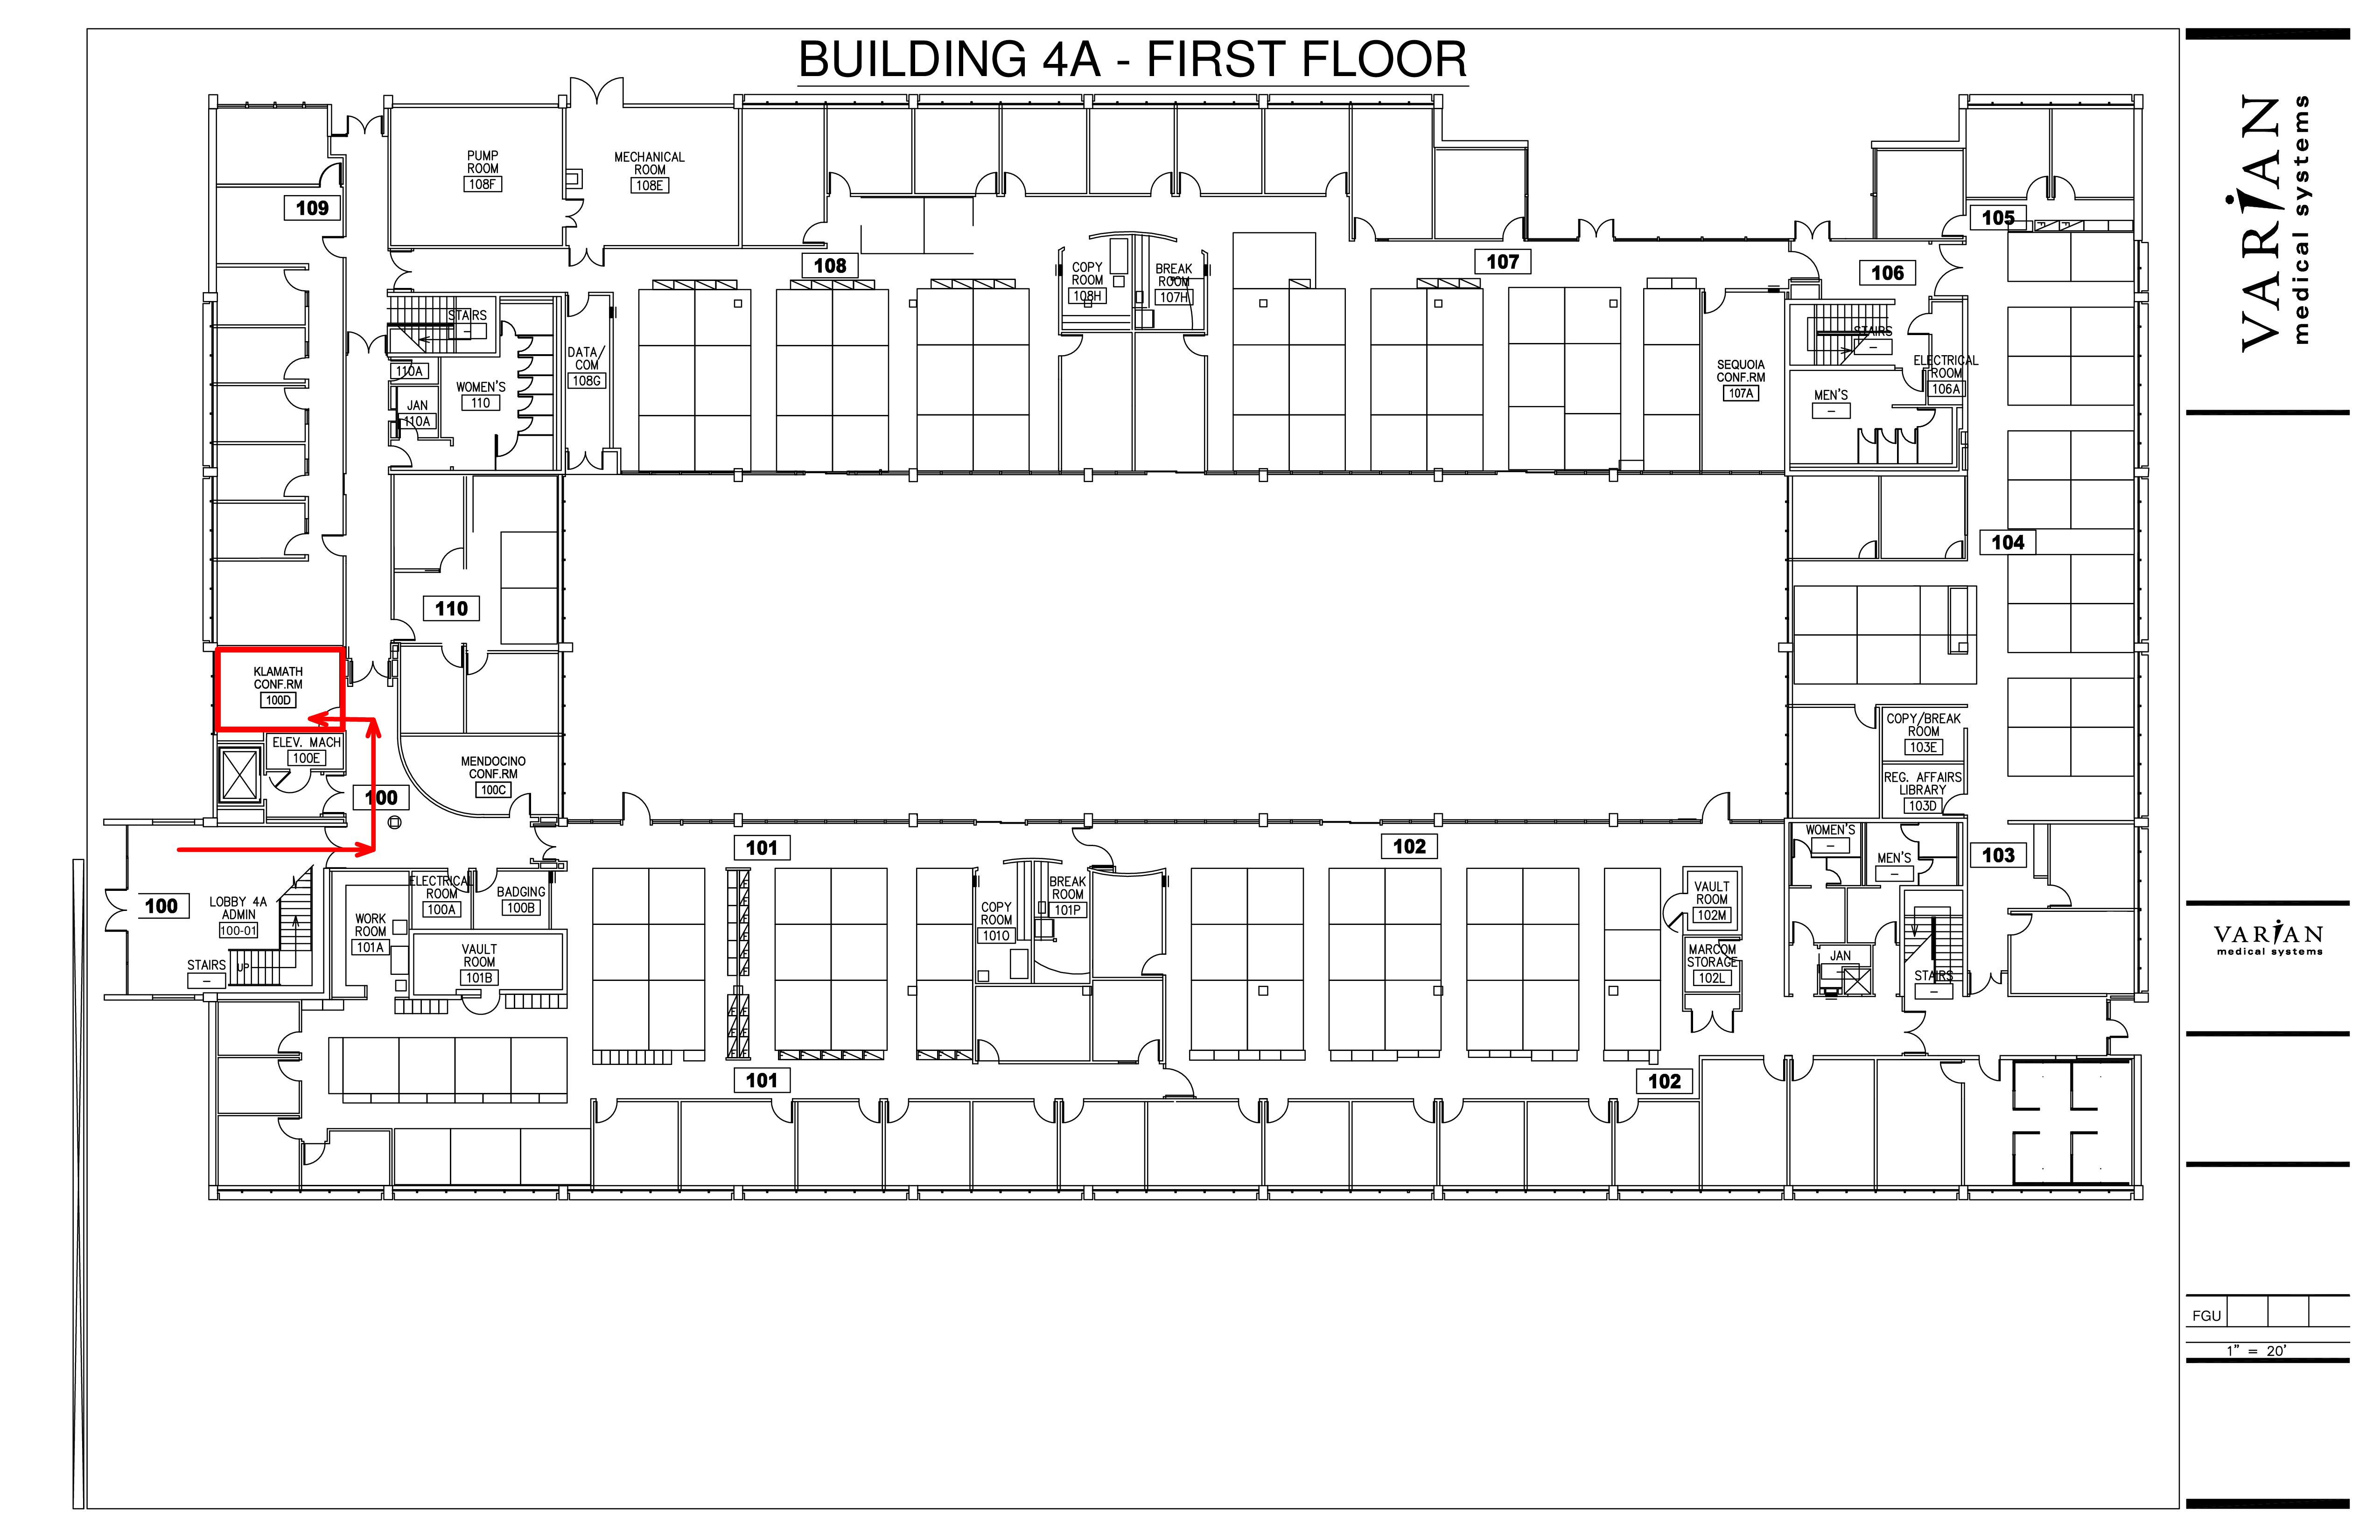 BUILDING 4A - FIRST FLOOR
VARIAN
medical systems
PUMP
ROOM
108F
MECHANICAL
ROOM
108E
109
105
108
COPY
ROOM
108H
BREAK
ROOM
107H
107
106
STAIRS
–
STAIRS
–
DATA/
COM
108G
110A
WOMEN'S
110
JAN
110A
SEQUOIA
CONF.RM
107A
ELECTRICAL
ROOM
106A
MEN'S
–
104
110
KLAMATH
CONF.RM
100D
ELEV. MACH
100E
MENDOCINO
CONF.RM
100C
COPY/BREAK
ROOM
103E
REG. AFFAIRS
LIBRARY
103D
100
101
102
WOMEN'S
–
MEN'S
–
103
100
LOBBY 4A
ADMIN
100-01
STAIRS
–
UP
WORK
ROOM
101A
ELECTRICAL
ROOM
100A
BADGING
100B
VAULT
ROOM
101B
COPY
ROOM
101O
BREAK
ROOM
101P
VAULT
ROOM
102M
MARCOM
STORAGE
102L
JAN
–
STAIRS
–
101
102
VARIAN
medical systems
FGU
1" = 20'